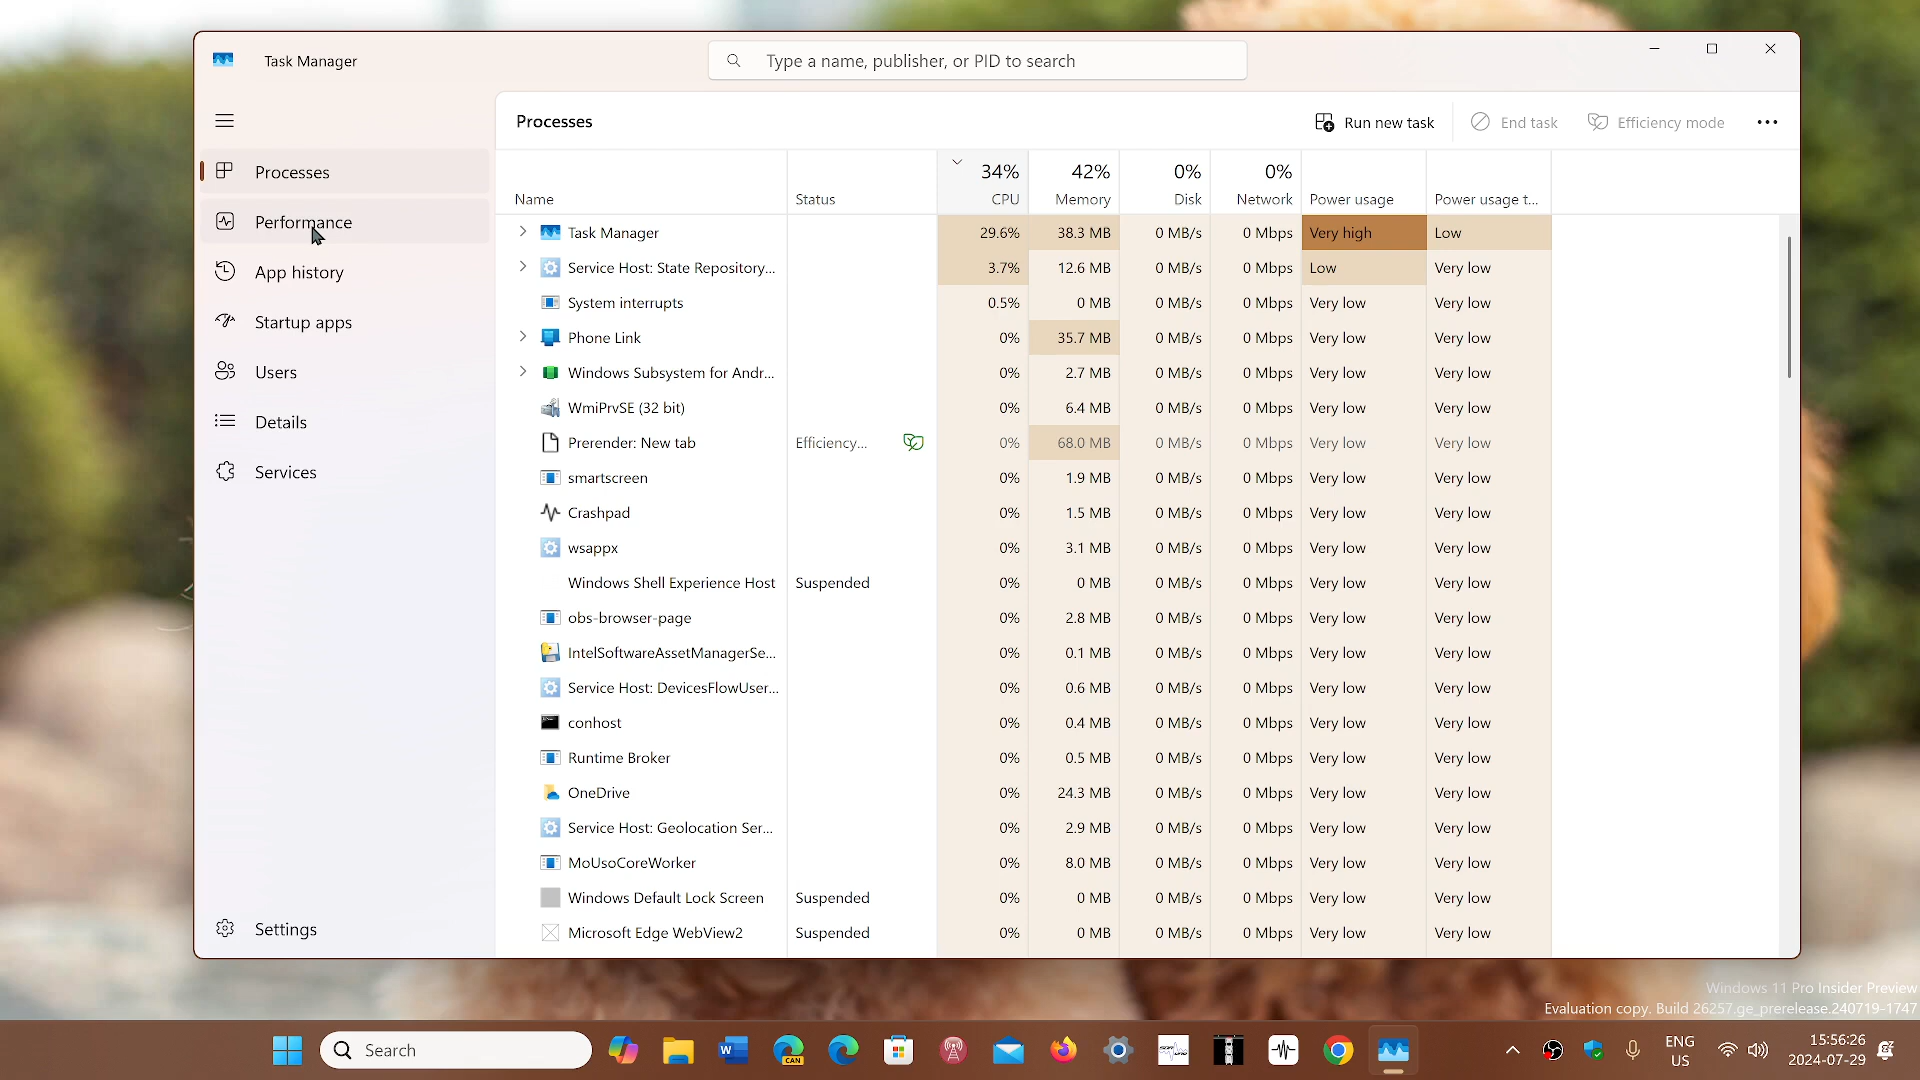 Task Manager
Type a name, publisher, or PID to search
Processes
Run new task
End task
Efficiency mode
Processes
Performance
App history
Startup apps
Users
Details
Services
Settings
34% 42% 0% 0%
Name Status CPU Memory Disk Network Power usage Power usage t...
Task Manager 29.6% 38.3 MB 0 MB/s 0 Mbps Very high Low
Service Host: State Repository... 3.7% 12.6 MB 0 MB/s 0 Mbps Low Very low
System interrupts 0.5% 0 MB 0 MB/s 0 Mbps Very low Very low
Phone Link 0% 35.7 MB 0 MB/s 0 Mbps Very low Very low
Windows Subsystem for Andr... 0% 2.7 MB 0 MB/s 0 Mbps Very low Very low
WmiPrvSE (32 bit) 0% 6.4 MB 0 MB/s 0 Mbps Very low Very low
Prerender: New tab Efficiency... 0% 68.0 MB 0 MB/s 0 Mbps Very low Very low
smartscreen 0% 1.9 MB 0 MB/s 0 Mbps Very low Very low
Crashpad 0% 1.5 MB 0 MB/s 0 Mbps Very low Very low
wsappx 0% 3.1 MB 0 MB/s 0 Mbps Very low Very low
Windows Shell Experience Host Suspended 0% 0 MB 0 MB/s 0 Mbps Very low Very low
obs-browser-page 0% 2.8 MB 0 MB/s 0 Mbps Very low Very low
IntelSoftwareAssetManagerSe... 0% 0.1 MB 0 MB/s 0 Mbps Very low Very low
Service Host: DevicesFlowUser... 0% 0.6 MB 0 MB/s 0 Mbps Very low Very low
conhost 0% 0.4 MB 0 MB/s 0 Mbps Very low Very low
Runtime Broker 0% 0.5 MB 0 MB/s 0 Mbps Very low Very low
OneDrive 0% 24.3 MB 0 MB/s 0 Mbps Very low Very low
Service Host: Geolocation Ser... 0% 2.9 MB 0 MB/s 0 Mbps Very low Very low
MoUsoCoreWorker 0% 8.0 MB 0 MB/s 0 Mbps Very low Very low
Windows Default Lock Screen Suspended 0% 0 MB 0 MB/s 0 Mbps Very low Very low
Microsoft Edge WebView2 Suspended 0% 0 MB 0 MB/s 0 Mbps Very low Very low
Windows 11 Pro Insider Preview
Evaluation copy. Build 26257.ge_prerelease.240719-1747
Search
W
CAN
ENG
US
15:56:26
2024-07-29